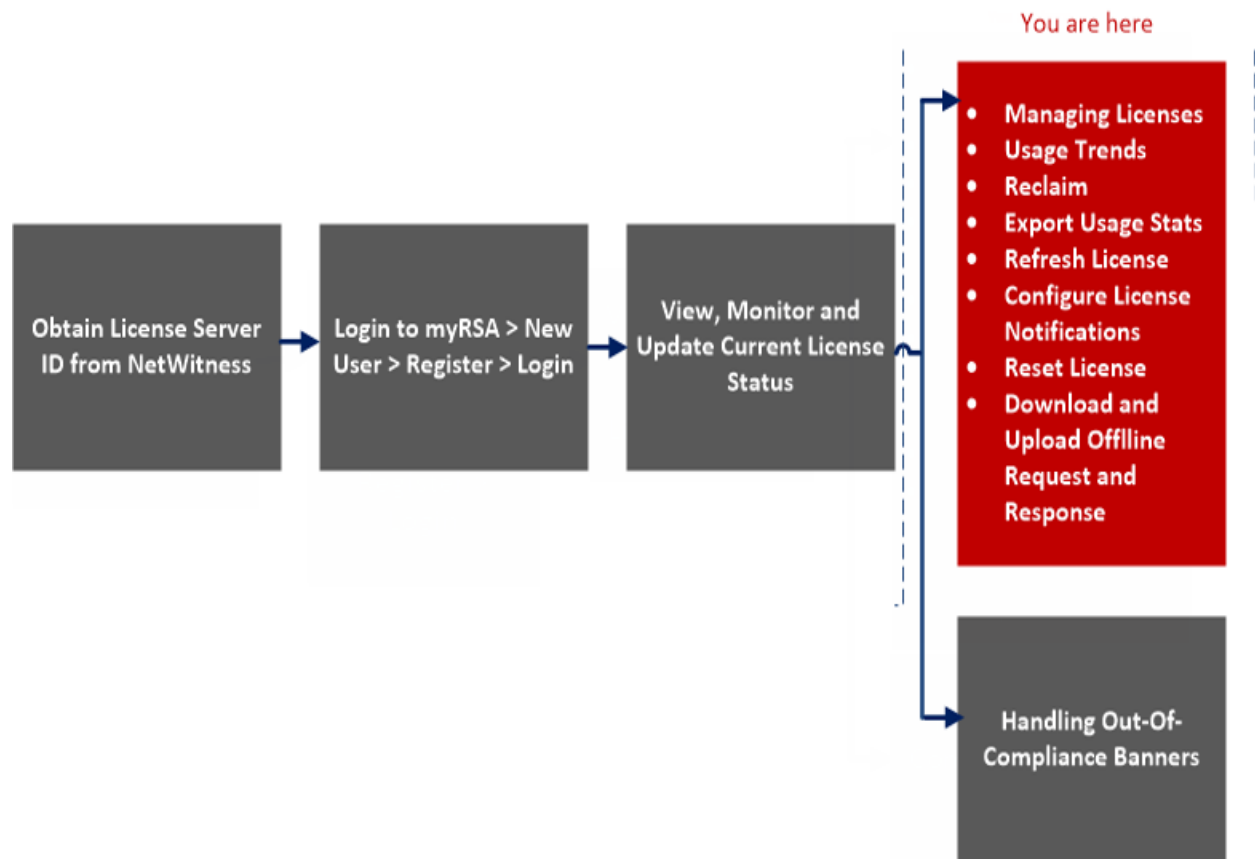 You are here
• Managing Licenses
• Usage Trends
• Reclaim
• Export Usage Stats
• Refresh License
• Configure License
Notifications
• Reset License
• Download and
Upload Offlline
Request and
Response
Obtain License Server
ID from NetWitness
Login to myRSA > New
User > Register > Login
View, Monitor and
Update Current License
Status
Handling Out-Of-
Compliance Banners